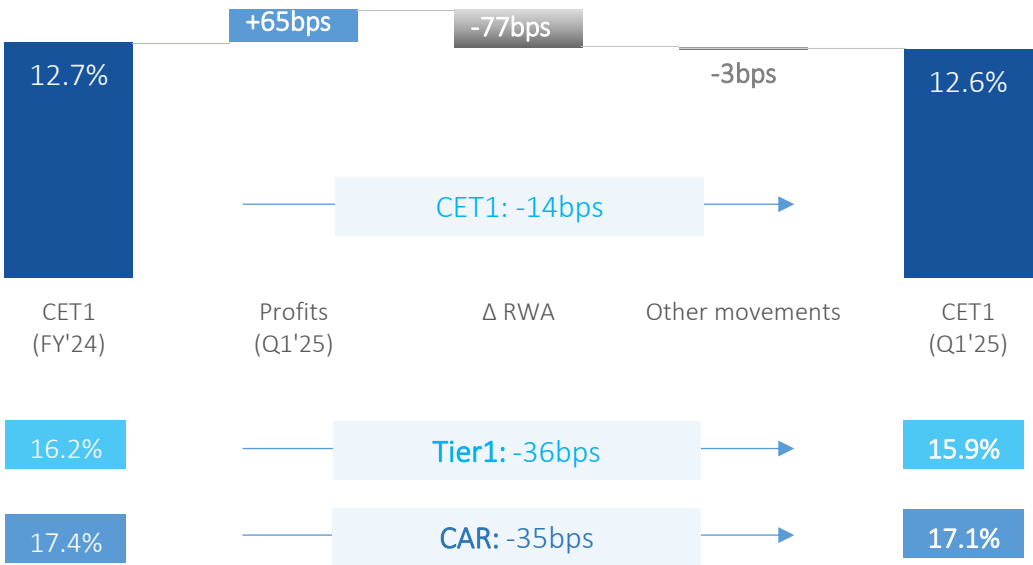 +65bps
-77bps
12.7%
-3bps
12.6%
CET1: -14bps
CET1
(FY'24)
Profits
(Q1'25)
Δ RWA
Other movements
CET1
(Q1'25)
16.2%
Tier1: -36bps
15.9%
17.4%
CAR: -35bps
17.1%